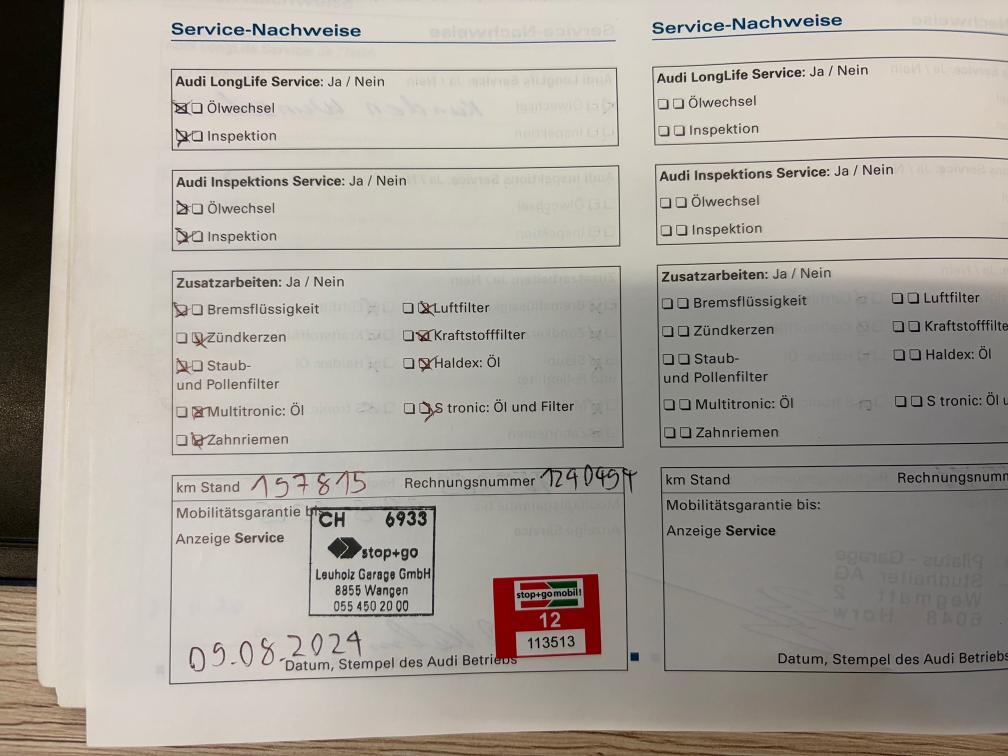 Service-Nachweise
Audi LongLife Service: Ja / Nein
Ölwechsel
Inspektion
Audi Inspektions Service: Ja / Nein
Ölwechsel
Inspektion
Zusatzarbeiten: Ja / Nein
Bremsflüssigkeit Luftfilter
Zündkerzen Kraftstofffilter
Staub- Haldex: Öl
und Pollenfilter
Multitronic: Öl S tronic: Öl und Filter
Zahnriemen
km Stand 197815 Rechnungsnummer 1240494
Mobilitätsgarantie bis
Anzeige Service
CH 6933
stop+go
Leuholz Garage GmbH
8855 Wangen
055 450 20 00
stop+go mobil!
12
113513
09.08.2024
Datum, Stempel des Audi Betriebs
Service-Nachweise
Audi LongLife Service: Ja / Nein
Ölwechsel
Inspektion
Audi Inspektions Service: Ja / Nein
Ölwechsel
Inspektion
Zusatzarbeiten: Ja / Nein
Bremsflüssigkeit Luftfilter
Zündkerzen Kraftstofffilte
Staub- Haldex: Öl
und Pollenfilter
Multitronic: Öl S tronic: Öl u
Zahnriemen
km Stand Rechnungsnumm
Mobilitätsgarantie bis:
Anzeige Service
Datum, Stempel des Audi Betriebs